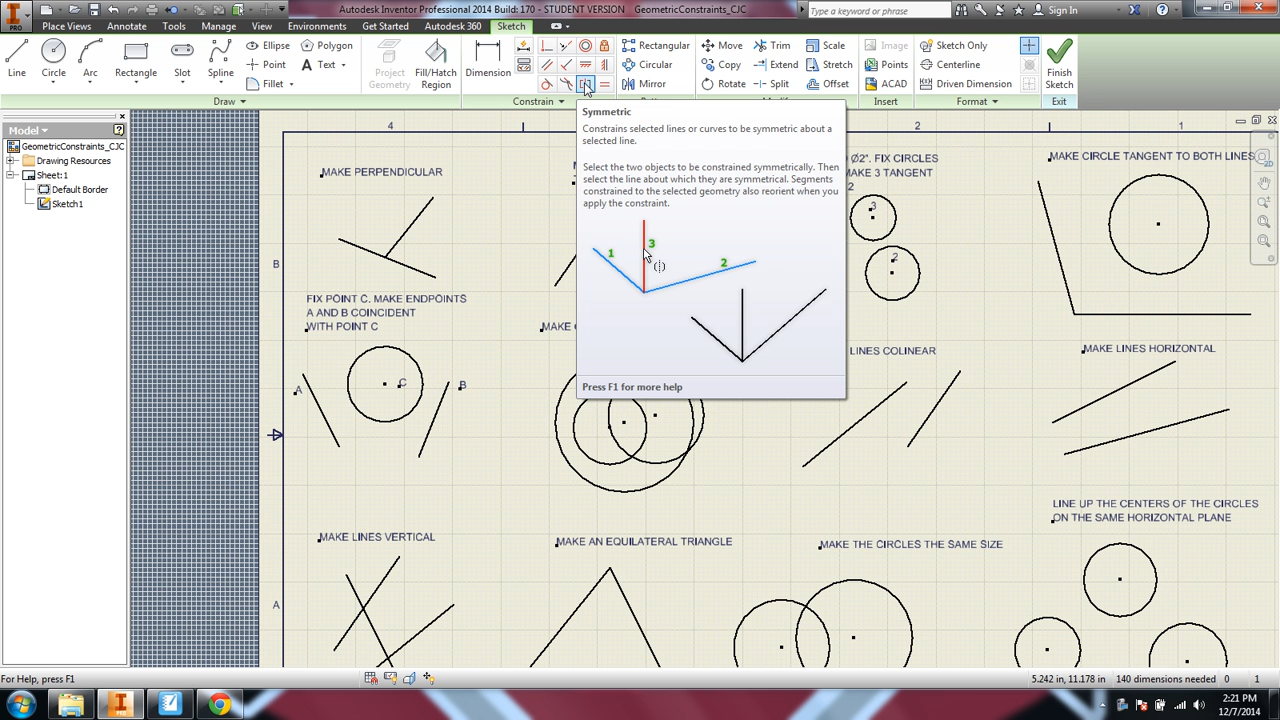 PRO
Autodesk Inventor Professional 2014 Build: 170 - STUDENT VERSION GeometricConstraints_CJC
Type a keyword or phrase
Sign In
Place Views Annotate Tools Manage View Environments Get Started Autodesk 360 Sketch
Line
Circle
Arc
Rectangle
Slot
Spline
Ellipse
Point
Fillet
Polygon
Text
Project
Geometry
Fill/Hatch
Region
Dimension
Rectangular
Circular
Mirror
Move
Copy
Rotate
Trim
Extend
Split
Scale
Stretch
Offset
Image
Points
ACAD
Sketch Only
Centerline
Driven Dimension
Finish
Sketch
Draw Constrain Insert Format Exit
Model
GeometricConstraints_CJC
Drawing Resources
Sheet:1
Default Border
Sketch1
4
2
1
B
A
Symmetric
Constrains selected lines or curves to be symmetric about a
selected line.
Select the two objects to be constrained symmetrically. Then
select the line about which they are symmetrical. Segments
constrained to the selected geometry also reorient when you
apply the constraint.
1
3
2
Press F1 for more help
MAKE PERPENDICULAR
Ø2". FIX CIRCLES
MAKE 3 TANGENT
2
3
2
MAKE CIRCLE TANGENT TO BOTH LINES
FIX POINT C. MAKE ENDPOINTS
A AND B COINCIDENT
WITH POINT C
A
C
B
MAKE
LINES COLINEAR
MAKE LINES HORIZONTAL
LINE UP THE CENTERS OF THE CIRCLES
ON THE SAME HORIZONTAL PLANE
MAKE LINES VERTICAL
MAKE AN EQUILATERAL TRIANGLE
MAKE THE CIRCLES THE SAME SIZE
For Help, press F1
5.242 in, 11.178 in 140 dimensions needed 0 1
2:21 PM
12/7/2014